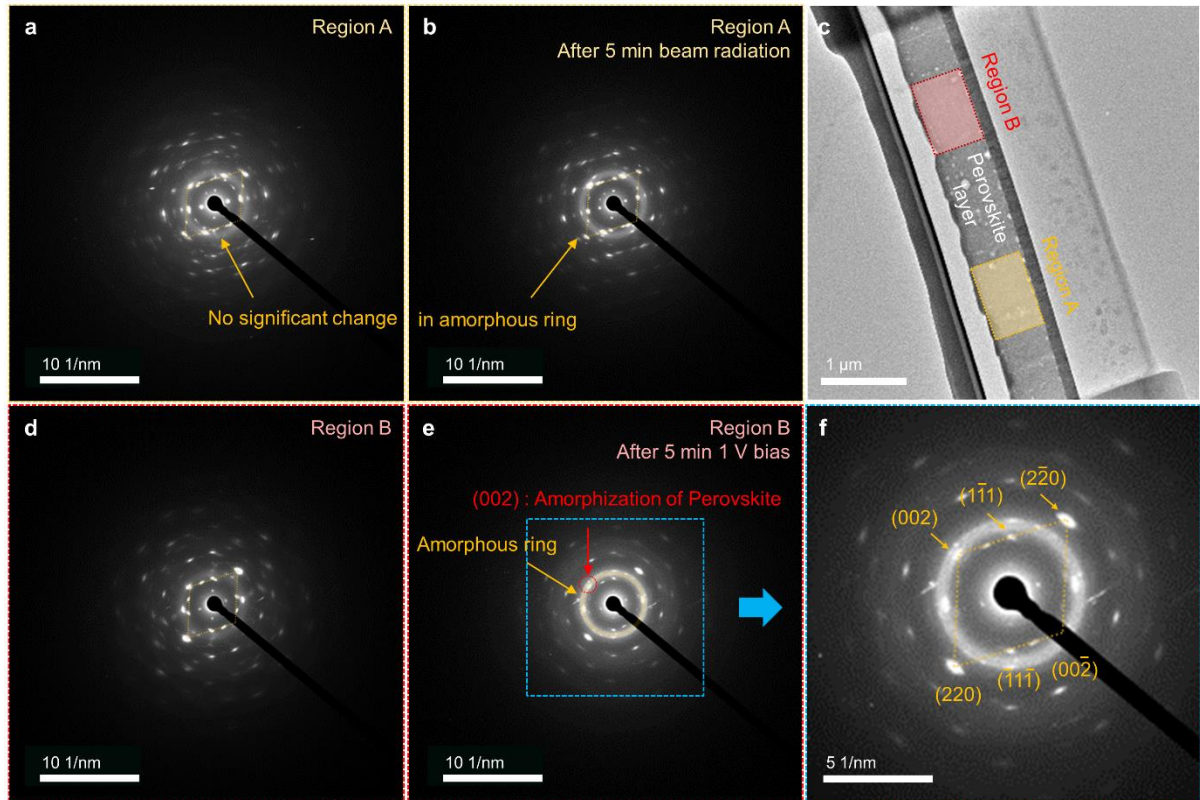 a
Region A
No significant change
10 1/nm
b
Region A
After 5 min beam radiation
in amorphous ring
10 1/nm
c
Region B
Perovskite
layer
Region A
1 μm
d
Region B
10 1/nm
e
Region B
After 5 min 1 V bias
(002) : Amorphization of Perovskite
Amorphous ring
10 1/nm
f
(22̄0)
(11̄1)
(002)
(2̄20)
(1̄11̄)
(002̄)
5 1/nm